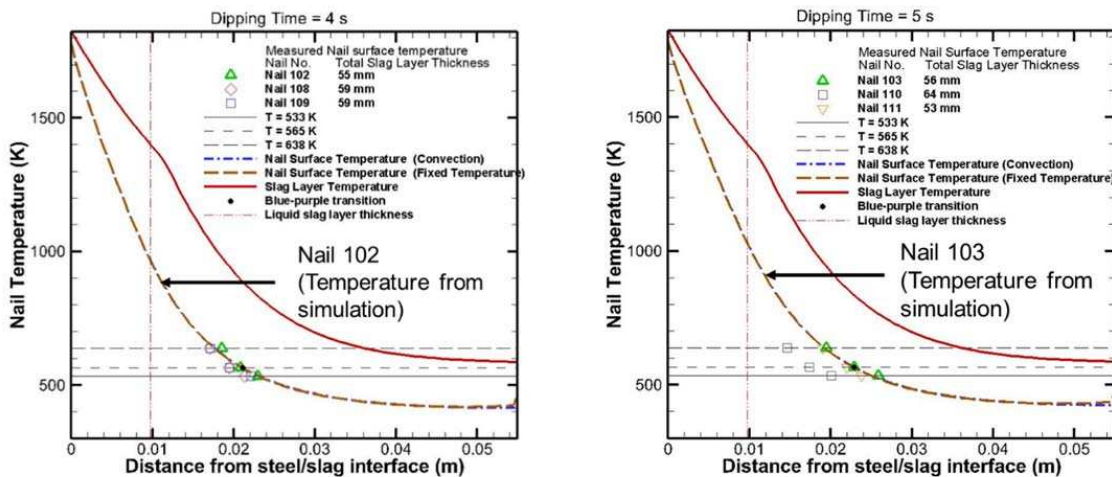 Dipping Time = 4 s
Measured Nail surface temperature
Nail No. Total Slag Layer Thickness
Nail 102 55 mm
Nail 108 59 mm
Nail 109 59 mm
T = 533 K
T = 565 K
T = 638 K
Nail Surface Temperature (Convection)
Nail Surface Temperature (Fixed Temperature)
Slag Layer Temperature
Blue-purple transition
Liquid slag layer thickness
Nail 102
(Temperature from
simulation)
Nail Temperature (K)
1500
1000
500
0 0.01 0.02 0.03 0.04 0.05
Distance from steel/slag interface (m)
Dipping Time = 5 s
Measured Nail Surface Temperature
Nail No. Total Slag Layer Thickness
Nail 103 56 mm
Nail 110 64 mm
Nail 111 53 mm
T = 533 K
T = 565 K
T = 638 K
Nail Surface Temperature (Convection)
Nail Surface Temperature (Fixed Temperature)
Slag Layer Temperature
Blue-purple transition
Liquid slag layer thickness
Nail 103
(Temperature from
simulation)
Nail Temperature (K)
1500
1000
500
0 0.01 0.02 0.03 0.04 0.05
Distance from steel/slag interface (m)